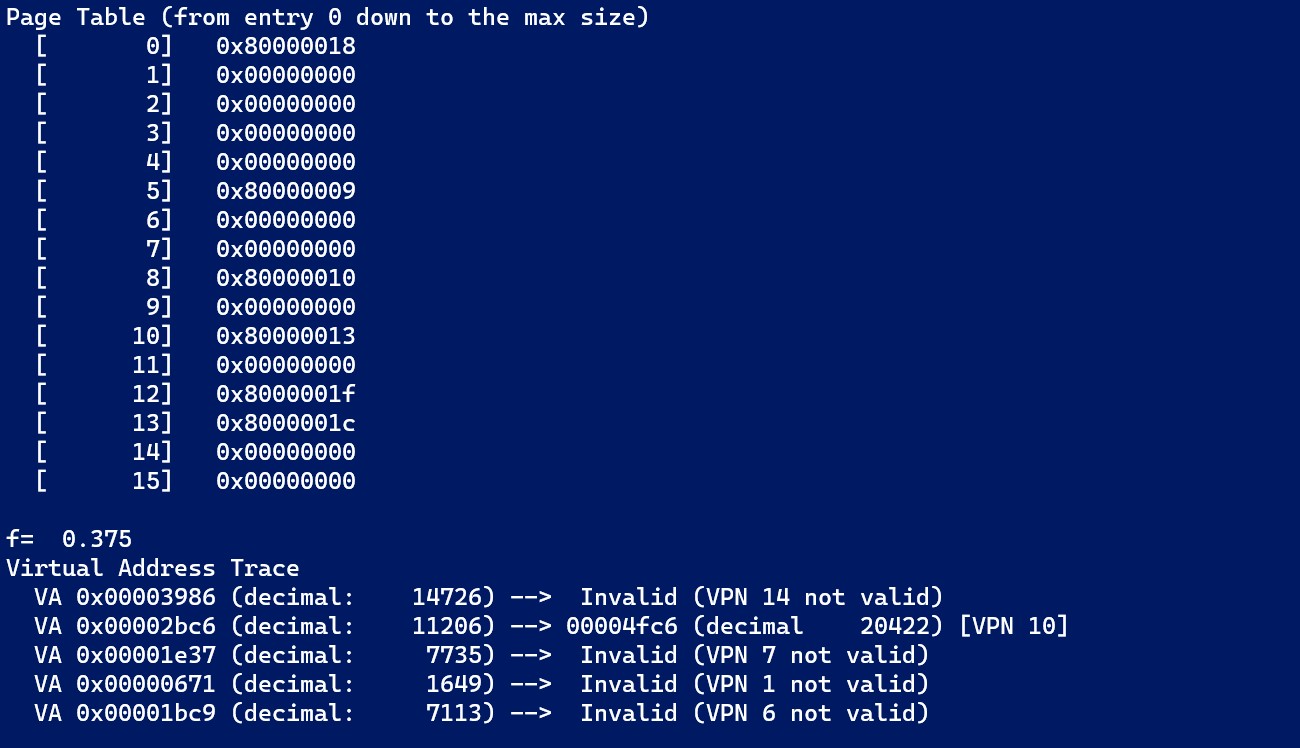 Page Table (from entry 0 down to the max size)
  [       0]   0x80000018
  [       1]   0x00000000
  [       2]   0x00000000
  [       3]   0x00000000
  [       4]   0x00000000
  [       5]   0x80000009
  [       6]   0x00000000
  [       7]   0x00000000
  [       8]   0x80000010
  [       9]   0x00000000
  [      10]   0x80000013
  [      11]   0x00000000
  [      12]   0x8000001f
  [      13]   0x8000001c
  [      14]   0x00000000
  [      15]   0x00000000

f=  0.375
Virtual Address Trace
  VA 0x00003986 (decimal:    14726) -->  Invalid (VPN 14 not valid)
  VA 0x00002bc6 (decimal:    11206) --> 00004fc6 (decimal    20422) [VPN 10]
  VA 0x00001e37 (decimal:     7735) -->  Invalid (VPN 7 not valid)
  VA 0x00000671 (decimal:     1649) -->  Invalid (VPN 1 not valid)
  VA 0x00001bc9 (decimal:     7113) -->  Invalid (VPN 6 not valid)